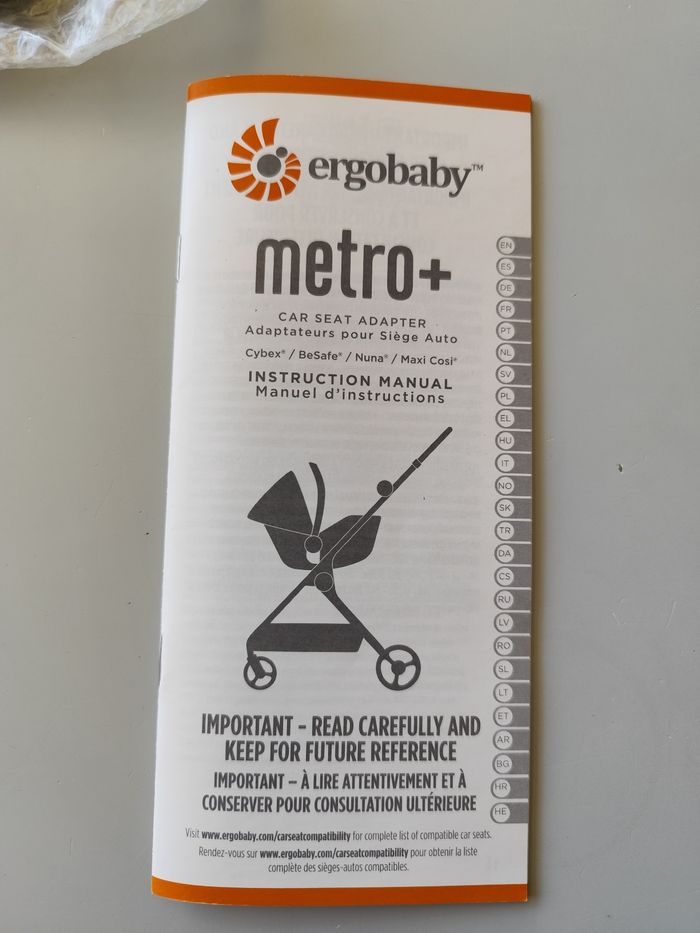 ergobaby™
metro+
CAR SEAT ADAPTER
Adaptateurs pour Siège Auto
Cybex® / BeSafe® / Nuna® / Maxi Cosi®
INSTRUCTION MANUAL
Manuel d'instructions
EN
ES
DE
FR
PT
NL
SV
PL
EL
HU
IT
NO
SK
TR
DA
CS
RU
LV
RO
SL
LT
ET
AR
BG
HR
HE
IMPORTANT – READ CAREFULLY AND
KEEP FOR FUTURE REFERENCE
IMPORTANT – À LIRE ATTENTIVEMENT ET À
CONSERVER POUR CONSULTATION ULTÉRIEURE
Visit www.ergobaby.com/carseatcompatibility for complete list of compatible car seats.
Rendez-vous sur www.ergobaby.com/carseatcompatibility pour obtenir la liste
complète des sièges-autos compatibles.